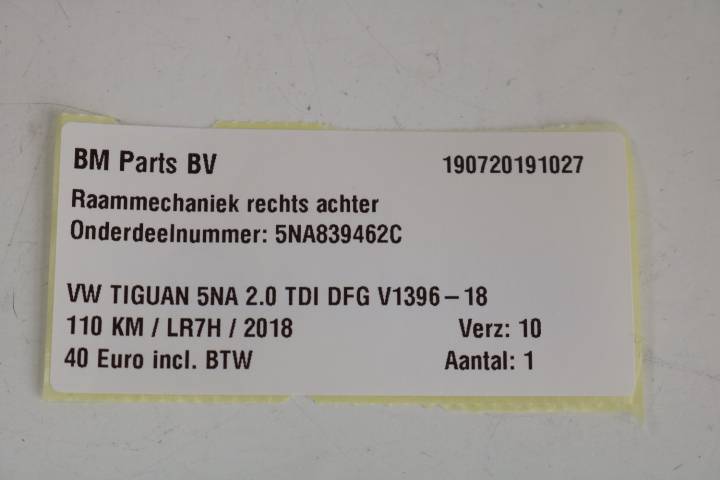 BM Parts BV 190720191027
Raammechaniek rechts achter
Onderdeelnummer: 5NA839462C
VW TIGUAN 5NA 2.0 TDI DFG V1396-18
110 KM / LR7H / 2018 Verz: 10
40 Euro incl. BTW Aantal: 1